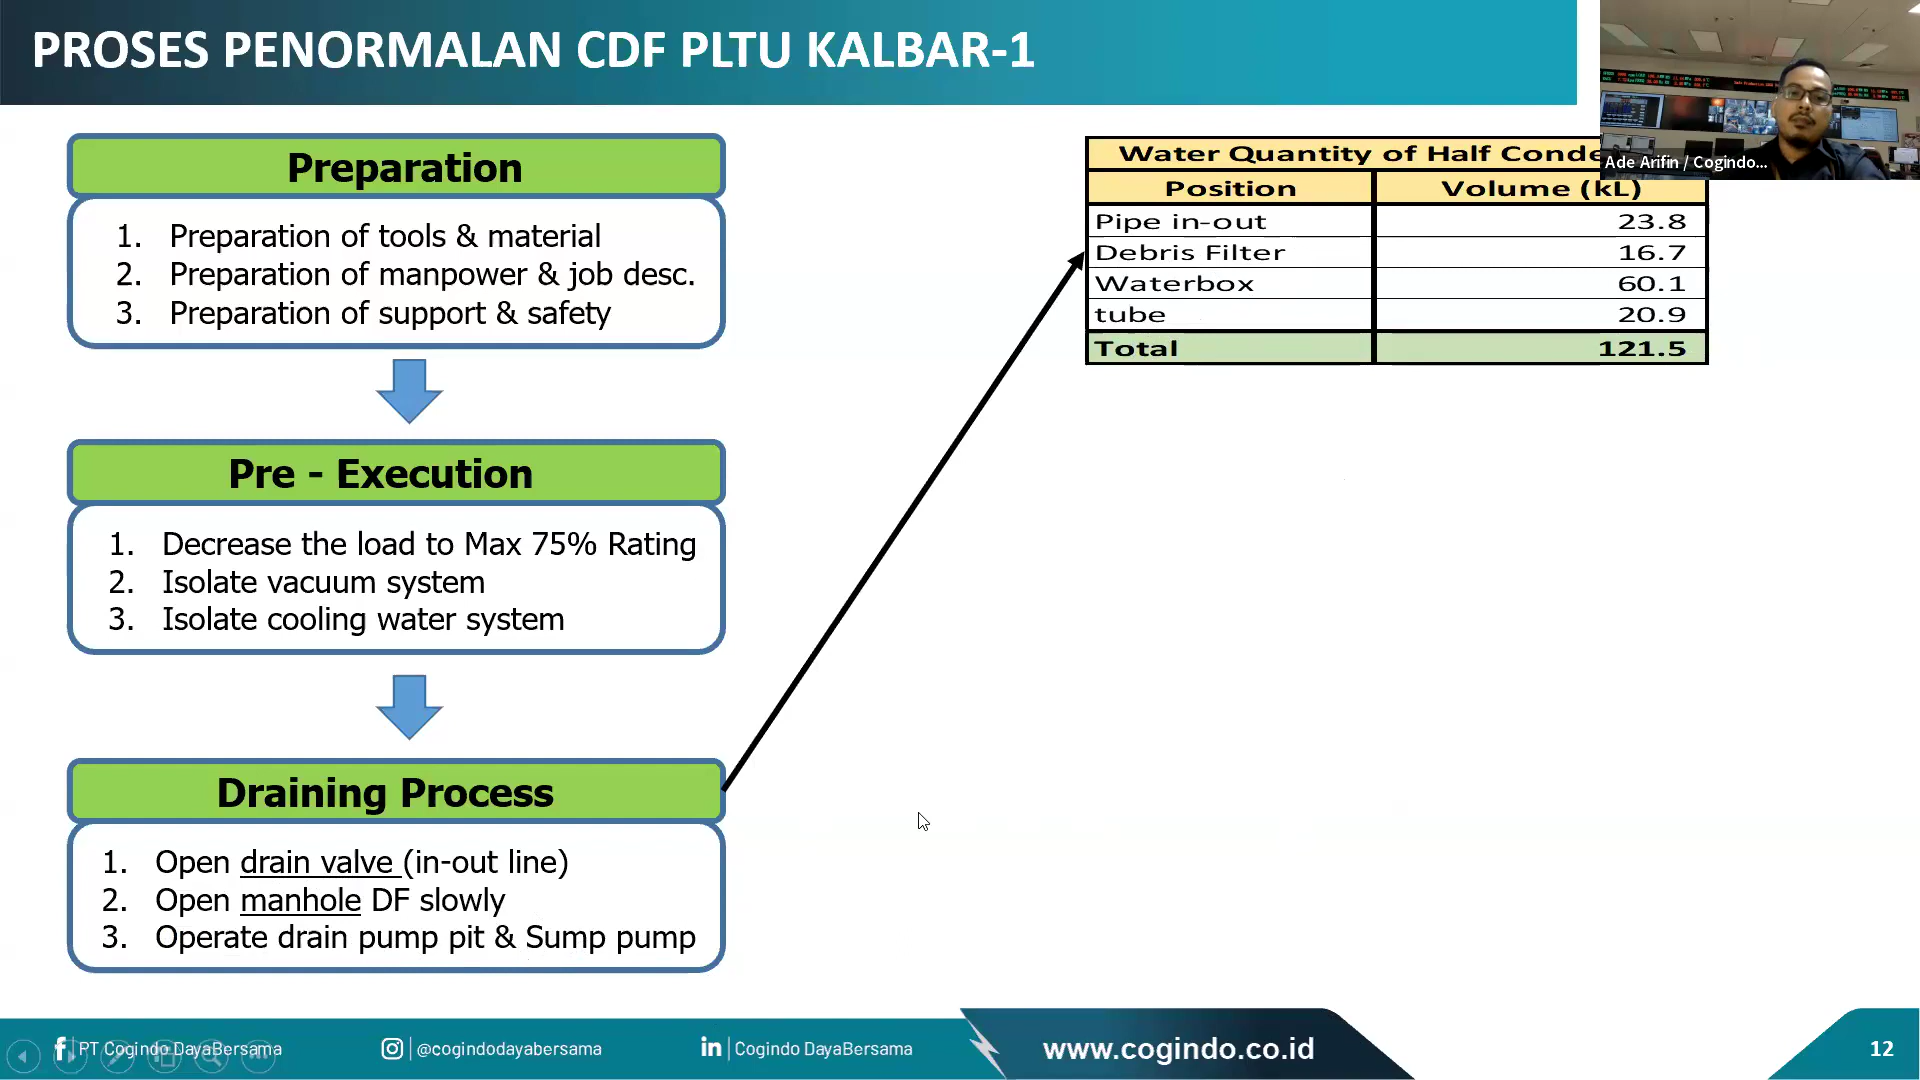 PROSES PENORMALAN CDF PLTU KALBAR-1
Preparation
1. Preparation of tools & material
2. Preparation of manpower & job desc.
3. Preparation of support & safety
Pre - Execution
1. Decrease the load to Max 75% Rating
2. Isolate vacuum system
3. Isolate cooling water system
Draining Process
1. Open drain valve (in-out line)
2. Open manhole DF slowly
3. Operate drain pump pit & Sump pump
Water Quantity of Half Conde
Position Volume (kL)
Pipe in-out 23.8
Debris Filter 16.7
Waterbox 60.1
tube 20.9
Total 121.5
Ade Arifin / Cogindo...
PT Cogindo DayaBersama
@cogindodayabersama
Cogindo DayaBersama
www.cogindo.co.id
12